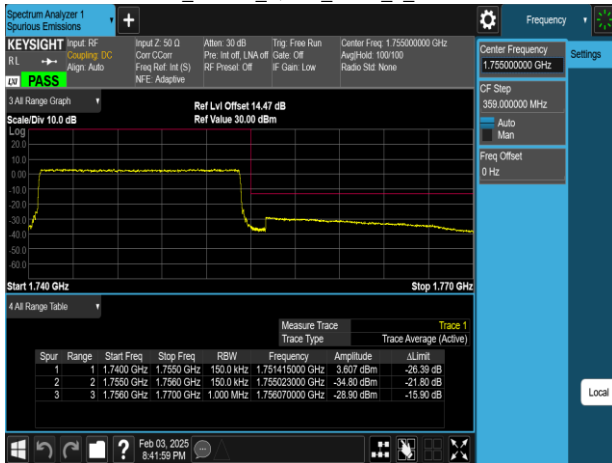 Spectrum Analyzer 1
Spurious Emissions
Frequency
KEYSIGHT
RL
LXI
PASS
Input: RF
Coupling: DC
Align: Auto
Input Z: 50 Ω
Corr CCorr
Freq Ref: Int (S)
NFE: Adaptive
Atten: 30 dB
Pre: Int off, LNA off
RF Preset: Off
Trig: Free Run
Gate: Off
IF Gain: Low
Center Freq: 1.755000000 GHz
Avg|Hold: 100/100
Radio Std: None
Center Frequency
1.755000000 GHz
Settings
CF Step
359.000000 MHz
Auto
Man
Freq Offset
0 Hz
3 All Range Graph
Scale/Div 10.0 dB
Ref Lvl Offset 14.47 dB
Ref Value 30.00 dBm
Log
20.0
10.0
0.00
-10.0
-20.0
-30.0
-40.0
-50.0
-60.0
Start 1.740 GHz
Stop 1.770 GHz
4 All Range Table
Measure Trace Trace 1
Trace Type Trace Average (Active)
Spur Range Start Freq Stop Freq RBW Frequency Amplitude ΔLimit
1 1 1.7400 GHz 1.7550 GHz 150.0 kHz 1.751415000 GHz 3.607 dBm -26.39 dB
2 2 1.7550 GHz 1.7560 GHz 150.0 kHz 1.755023000 GHz -34.80 dBm -21.80 dB
3 3 1.7560 GHz 1.7700 GHz 1.000 MHz 1.756070000 GHz -28.90 dBm -15.90 dB
Local
?
Feb 03, 2025
8:41:59 PM